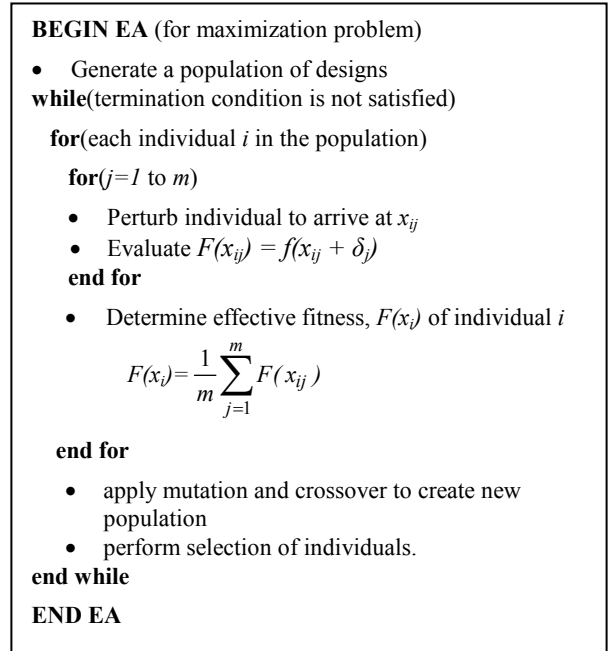 BEGIN EA (for maximization problem)
• Generate a population of designs
while(termination condition is not satisfied)
for(each individual i in the population)
for(j=1 to m)
• Perturb individual to arrive at xij
• Evaluate F(xij) = f(xij + δj)
end for
• Determine effective fitness, F(xi) of individual i
F(xi)= 1/m ∑_{j=1}^{m} F( xij )
end for
• apply mutation and crossover to create new
population
• perform selection of individuals.
end while
END EA